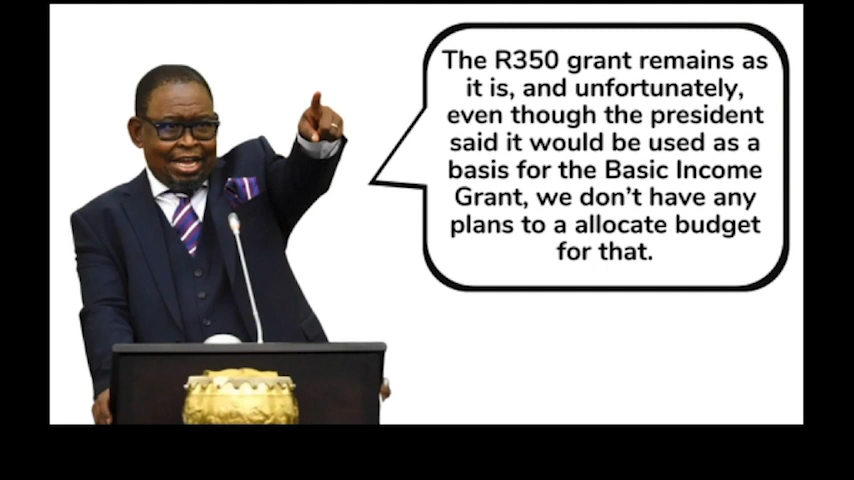 The R350 grant remains as
it is, and unfortunately,
even though the president
said it would be used as a
basis for the Basic Income
Grant, we don't have any
plans to a allocate budget
for that.